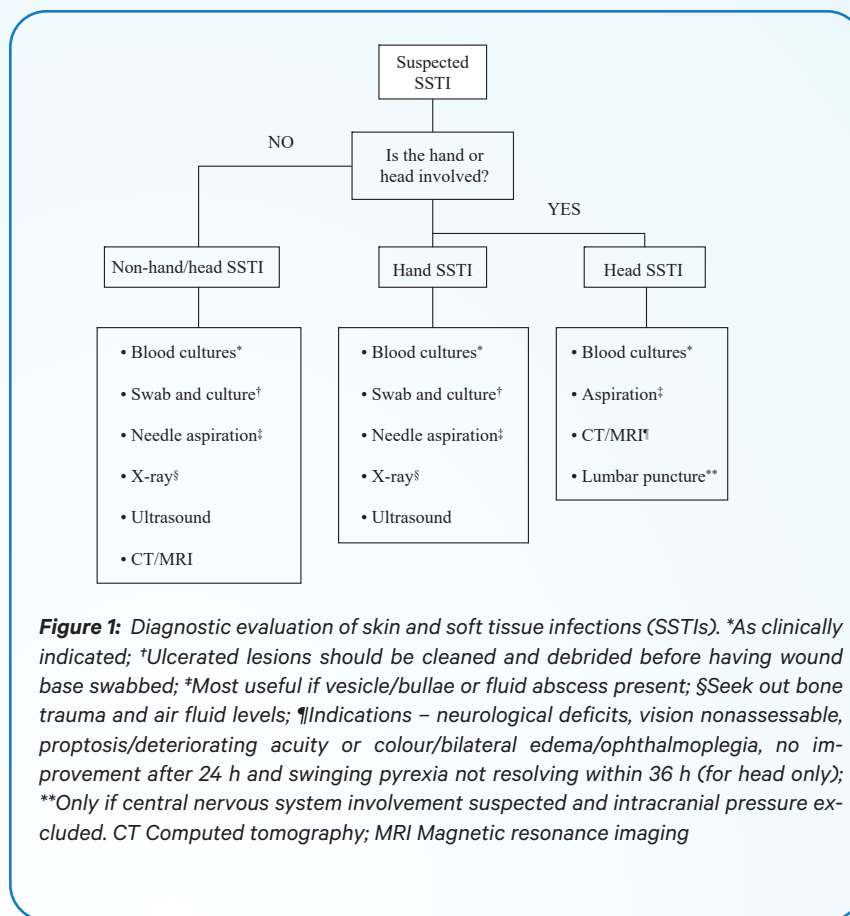 Suspected
SSTI
NO
Is the hand or
head involved?
YES
Non-hand/head SSTI
Hand SSTI
Head SSTI
• Blood cultures*
• Swab and culture†
• Needle aspiration‡
• X-ray§
• Ultrasound
• CT/MRI
• Blood cultures*
• Swab and culture†
• Needle aspiration‡
• X-ray§
• Ultrasound
• Blood cultures*
• Aspiration‡
• CT/MRI¶
• Lumbar puncture**
Figure 1: Diagnostic evaluation of skin and soft tissue infections (SSTIs). *As clinically
indicated; †Ulcerated lesions should be cleaned and debrided before having wound
base swabbed; ‡Most useful if vesicle/bullae or fluid abscess present; §Seek out bone
trauma and air fluid levels; ¶Indications – neurological deficits, vision nonassessable,
proptosis/deteriorating acuity or colour/bilateral edema/ophthalmoplegia, no im-
provement after 24 h and swinging pyrexia not resolving within 36 h (for head only);
**Only if central nervous system involvement suspected and intracranial pressure ex-
cluded. CT Computed tomography; MRI Magnetic resonance imaging